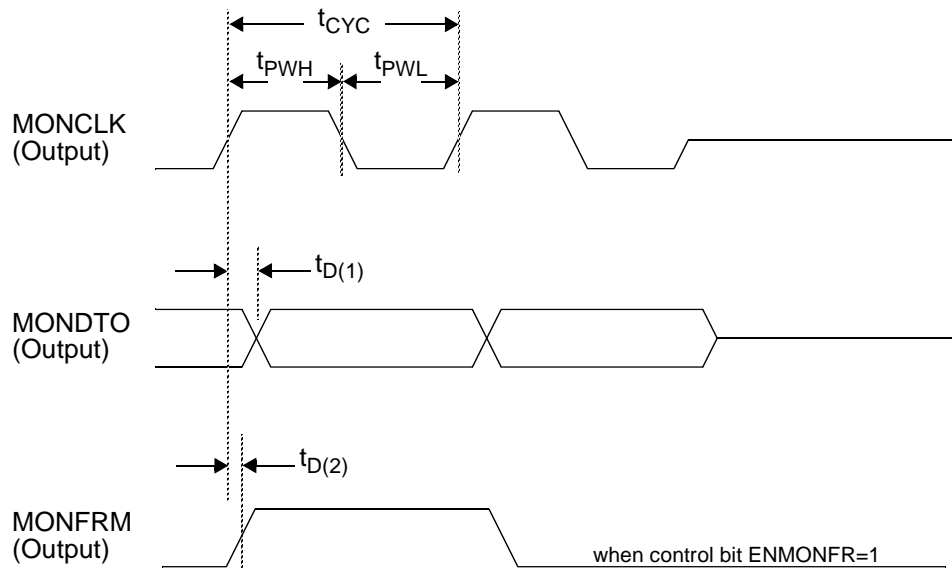 tCYC
tPWH tPWL
MONCLK
(Output)
tD(1)
MONDTO
(Output)
tD(2)
MONFRM
(Output)
when control bit ENMONFR=1